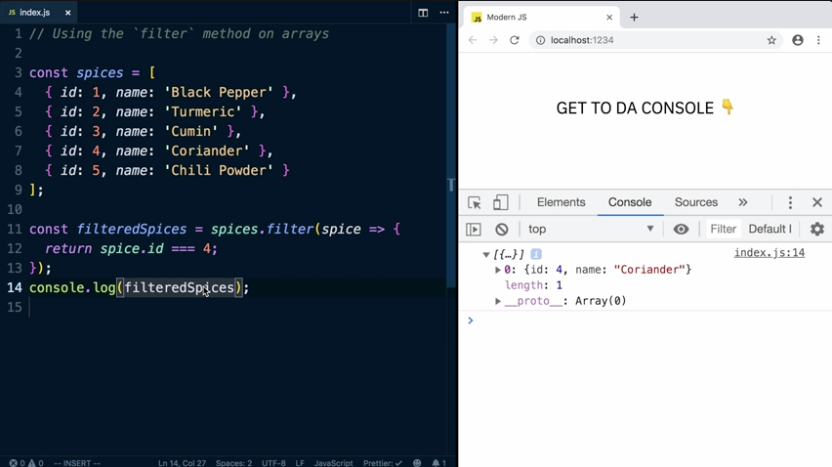 JS index.js ×
1 // Using the `filter` method on arrays
2
3 const spices = [
4 { id: 1, name: 'Black Pepper' },
5 { id: 2, name: 'Turmeric' },
6 { id: 3, name: 'Cumin' },
7 { id: 4, name: 'Coriander' },
8 { id: 5, name: 'Chili Powder' }
9 ];
10
11 const filteredSpices = spices.filter(spice => {
12 return spice.id === 4;
13 });
14 console.log(filteredSpices);
15
0 0 -- INSERT -- Ln 14, Col 27 Spaces: 2 UTF-8 LF JavaScript Prettier: ✓ 1
JS Modern JS × +
localhost:1234
GET TO DA CONSOLE 👇
Elements Console Sources » ×
top ▼ Filter Default l
▼ [{…}] i index.js:14
▶ 0: {id: 4, name: "Coriander"}
length: 1
▶ __proto__: Array(0)
>